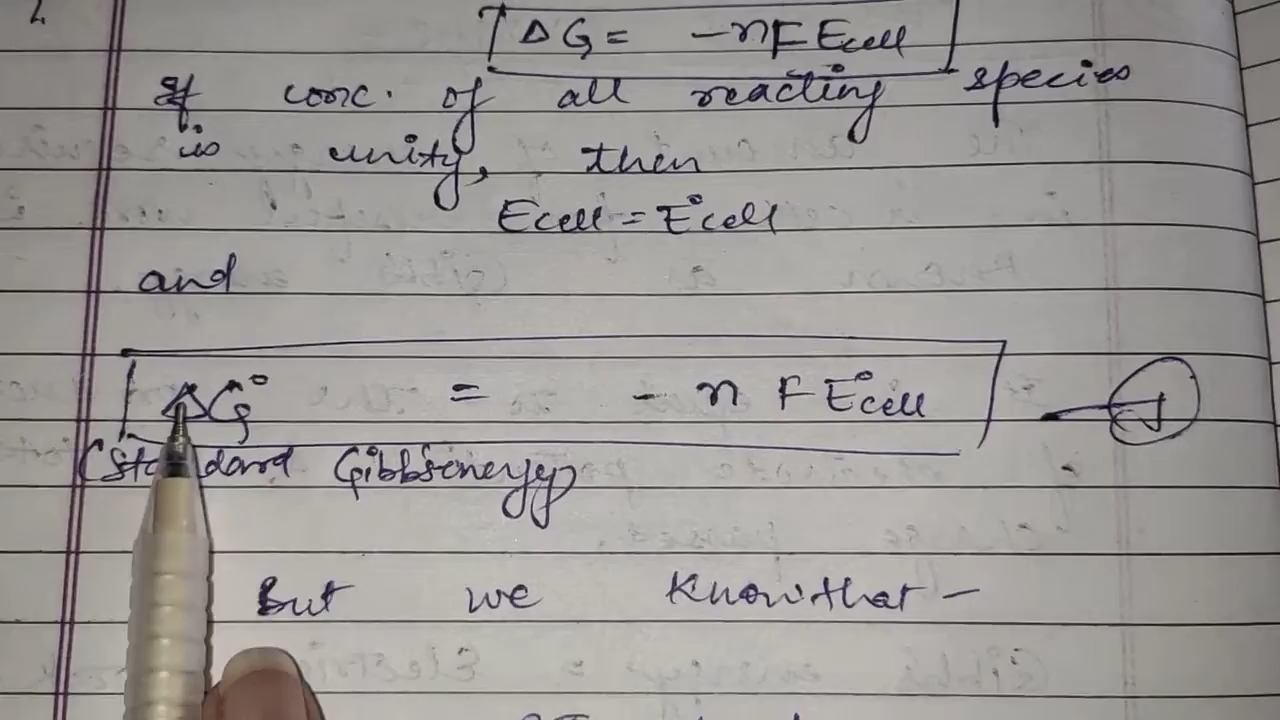 ΔG = -nFEcell
If conc. of all reacting species
is unity, then
Ecell = E°cell
and
ΔG° = - n F E°cell
(Standard Gibbs energy
But we know that -